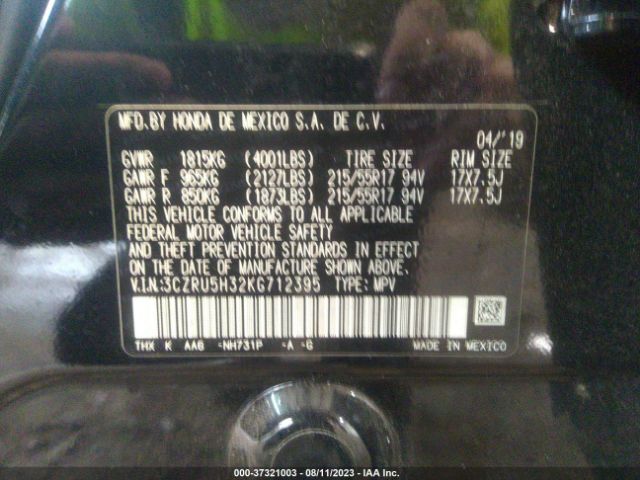 MFD.BY HONDA DE MEXICO S.A. DE C.V.
04/'19
GVWR 1815KG (4001LBS) TIRE SIZE RIM SIZE
GAWR F 965KG (2127LBS) 215/55R17 94V 17X7.5J
GAWR R 850KG (1873LBS) 215/55R17 94V 17X7.5J
THIS VEHICLE CONFORMS TO ALL APPLICABLE
FEDERAL MOTOR VEHICLE SAFETY
AND THEFT PREVENTION STANDARDS IN EFFECT
ON THE DATE OF MANUFACTURE SHOWN ABOVE.
V.I.N:3CZRU5H32KG712395 TYPE: MPV
THX K AA6 -NH731P -A -G MADE IN MEXICO
000-37321003 - 08/11/2023 - IAA Inc.